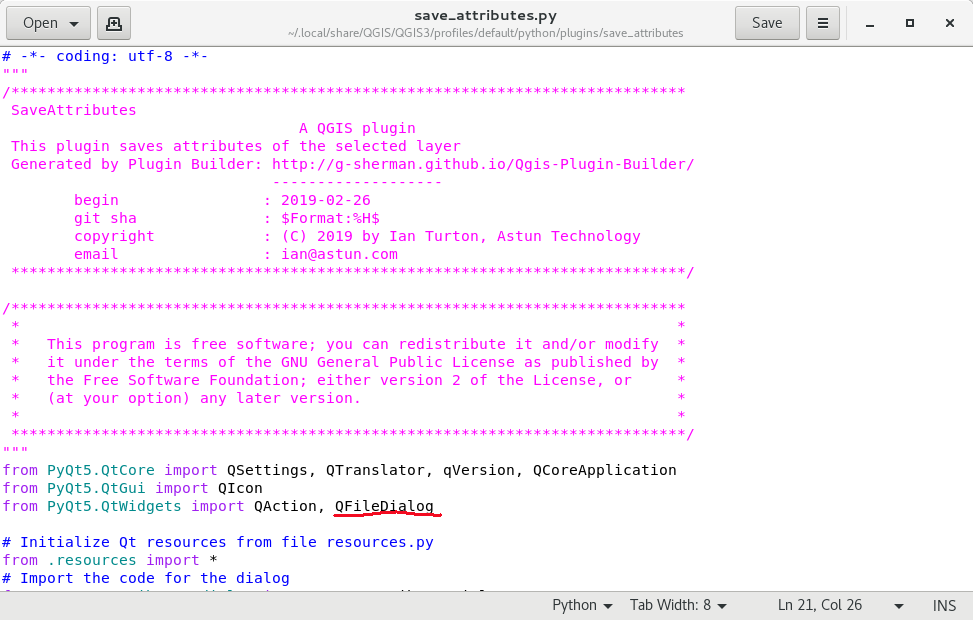 Open
save_attributes.py
~/.local/share/QGIS/QGIS3/profiles/default/python/plugins/save_attributes
Save
# -*- coding: utf-8 -*-
"""
/***************************************************************************
SaveAttributes
A QGIS plugin
This plugin saves attributes of the selected layer
Generated by Plugin Builder: http://g-sherman.github.io/Qgis-Plugin-Builder/
-------------------
begin : 2019-02-26
git sha : $Format:%H$
copyright : (C) 2019 by Ian Turton, Astun Technology
email : ian@astun.com
***************************************************************************/
/***************************************************************************
* *
* This program is free software; you can redistribute it and/or modify *
* it under the terms of the GNU General Public License as published by *
* the Free Software Foundation; either version 2 of the License, or *
* (at your option) any later version. *
* *
***************************************************************************/
"""
from PyQt5.QtCore import QSettings, QTranslator, qVersion, QCoreApplication
from PyQt5.QtGui import QIcon
from PyQt5.QtWidgets import QAction, QFileDialog
# Initialize Qt resources from file resources.py
from .resources import *
# Import the code for the dialog
Python
Tab Width: 8
Ln 21, Col 26
INS